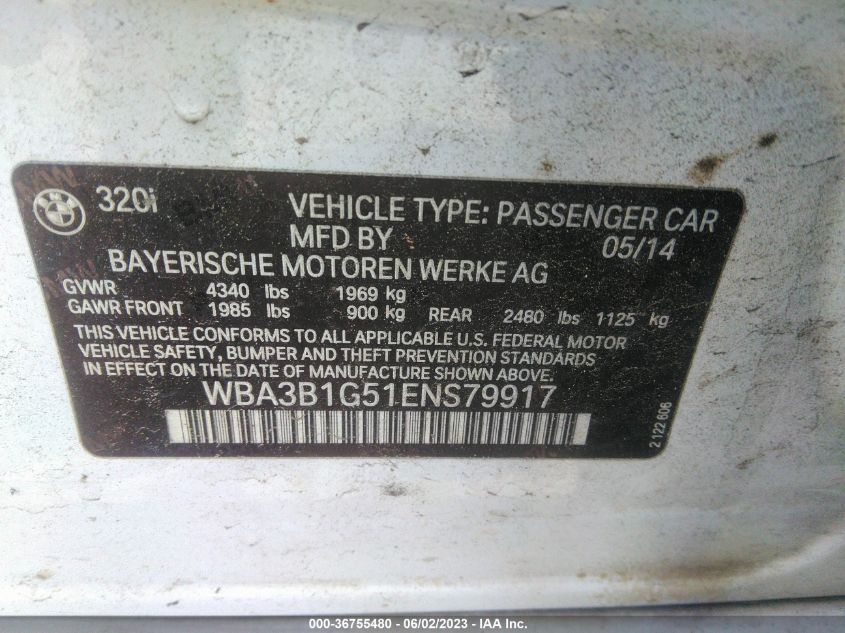 320i VEHICLE TYPE: PASSENGER CAR
MFD BY 05/14
BAYERISCHE MOTOREN WERKE AG
GVWR 4340 lbs 1969 kg
GAWR FRONT 1985 lbs 900 kg REAR 2480 lbs 1125 kg
THIS VEHICLE CONFORMS TO ALL APPLICABLE U.S. FEDERAL MOTOR
VEHICLE SAFETY, BUMPER AND THEFT PREVENTION STANDARDS
IN EFFECT ON THE DATE OF MANUFACTURE SHOWN ABOVE.
WBA3B1G51ENS79917
2 122 606
000-36755480 - 06/02/2023 - IAA Inc.